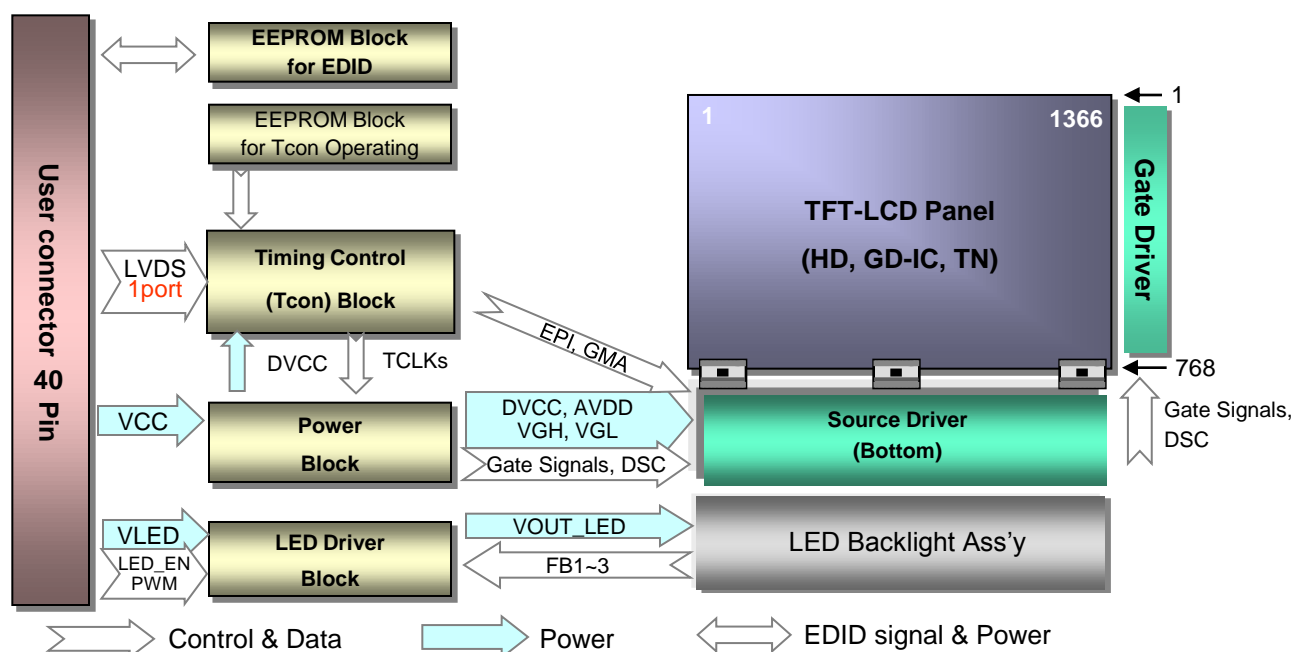 User connector 40 Pin
EEPROM Block
for EDID
EEPROM Block
for Tcon Operating
LVDS
1port
Timing Control
(Tcon) Block
DVCC
TCLKs
VCC
Power
Block
VLED
LED_EN
PWM
LED Driver
Block
EPI, GMA
DVCC, AVDD
VGH, VGL
Gate Signals, DSC
VOUT_LED
FB1~3
1
1366
TFT-LCD Panel
(HD, GD-IC, TN)
1
Gate Driver
768
Source Driver
(Bottom)
Gate Signals,
DSC
LED Backlight Ass'y
Control & Data
Power
EDID signal & Power